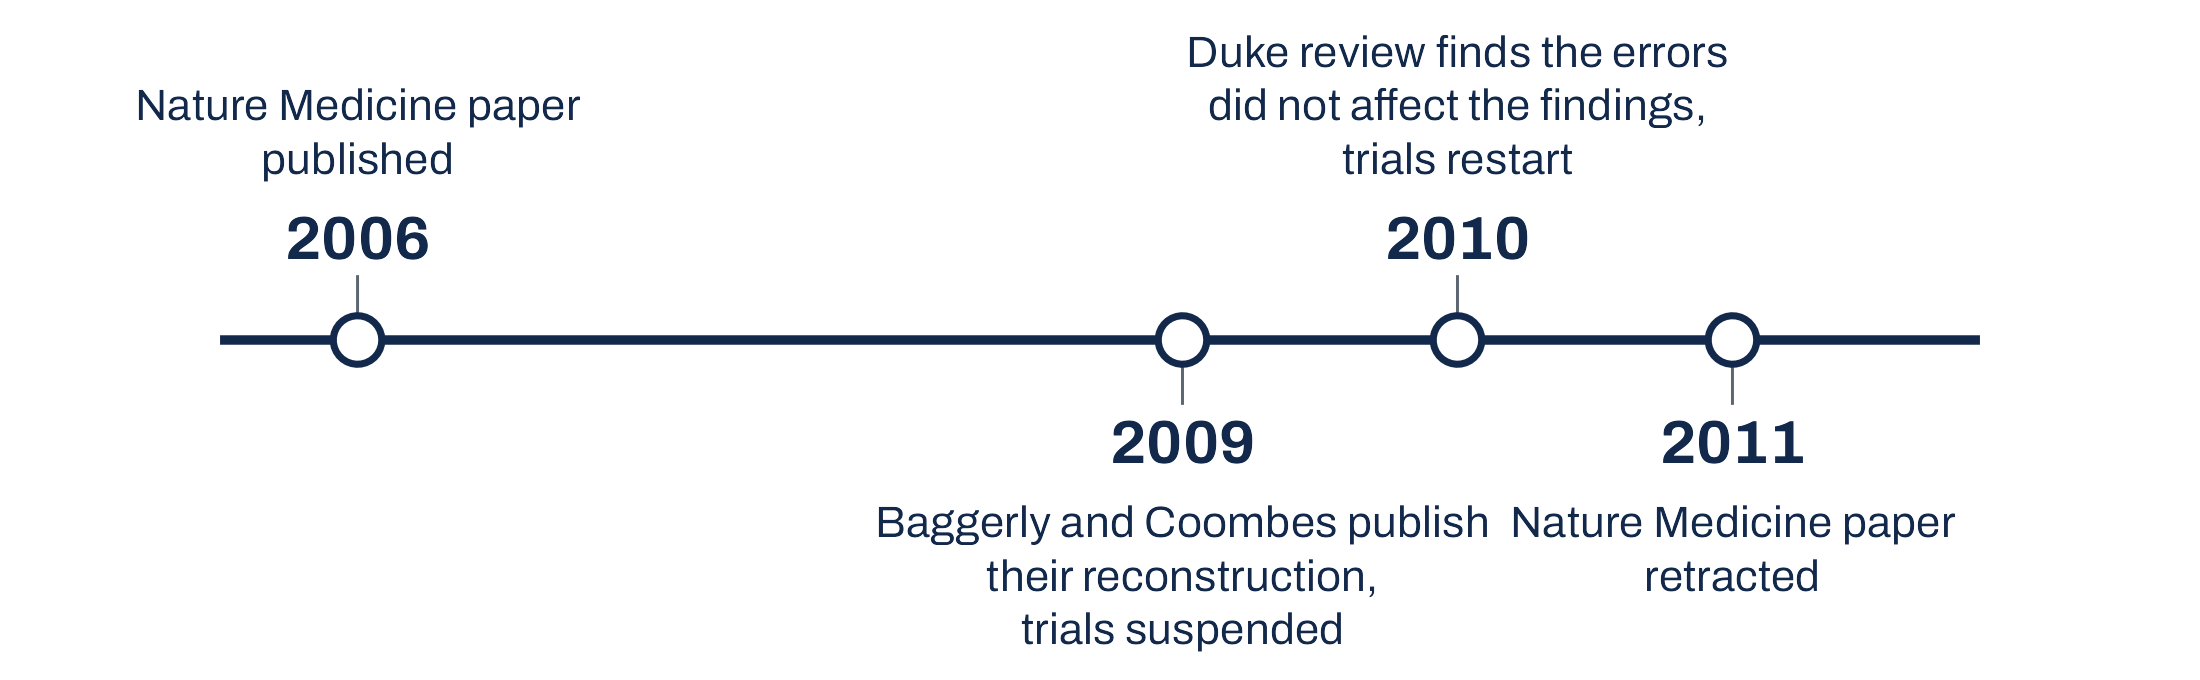 Nature Medicine paper
published
2006
Duke review finds the errors
did not affect the findings,
trials restart
2010
2009
Baggerly and Coombes publish
their reconstruction,
trials suspended
2011
Nature Medicine paper
retracted